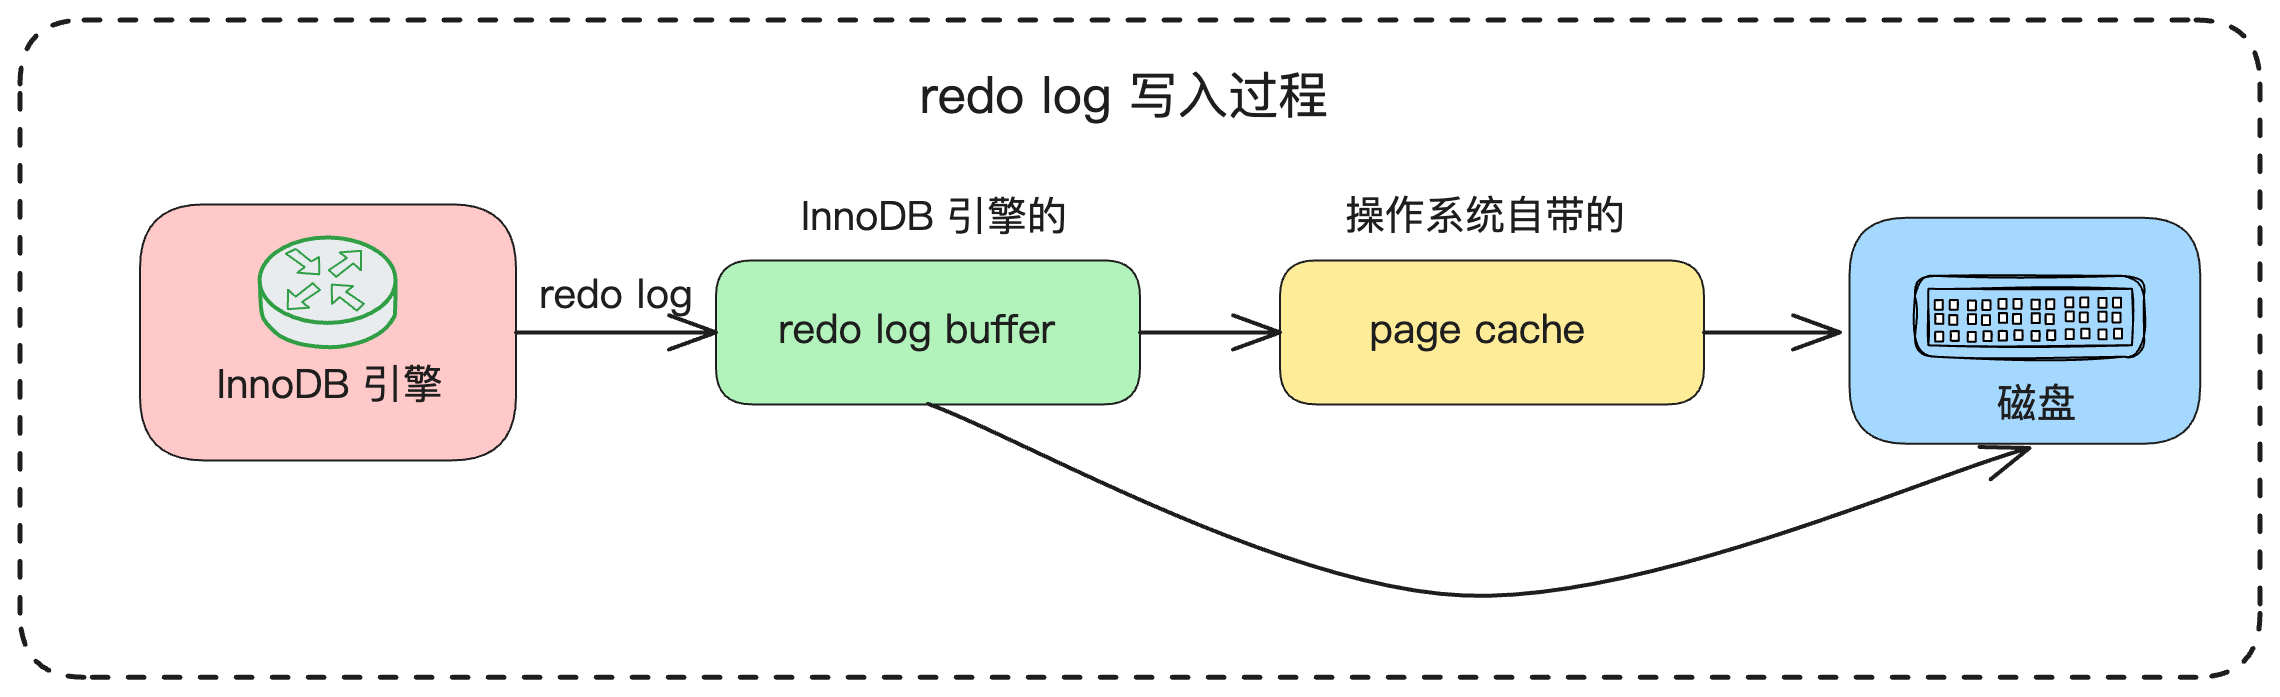 redo log 写入过程
InnoDB 引擎的
操作系统自带的
redo log
redo log buffer
page cache
InnoDB 引擎
磁盘